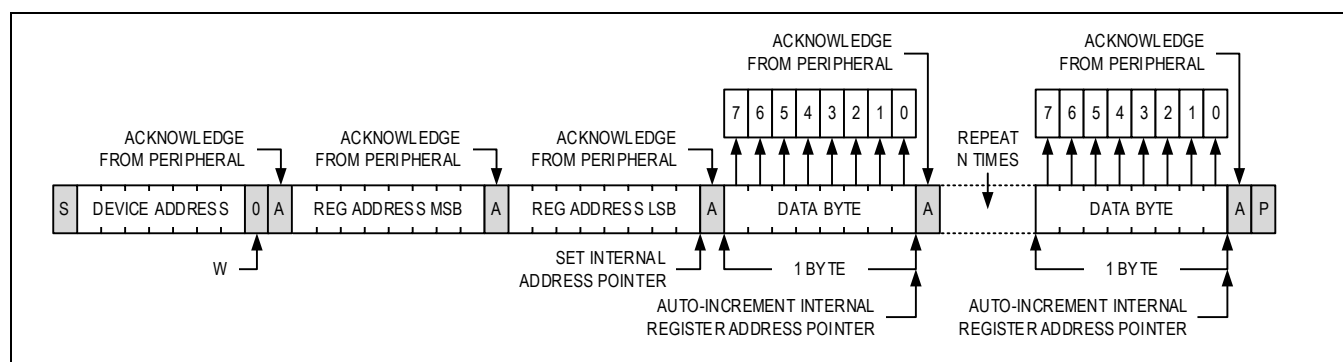 ACKNOWLEDGE
FROM PERIPHERAL
ACKNOWLEDGE
FROM PERIPHERAL
7 6 5 4 3 2 1 0
7 6 5 4 3 2 1 0
ACKNOWLEDGE
FROM PERIPHERAL
ACKNOWLEDGE
FROM PERIPHERAL
ACKNOWLEDGE
FROM PERIPHERAL
REPEAT
N TIMES
S DEVICE ADDRESS 0 A REG ADDRESS MSB A REG ADDRESS LSB A DATA BYTE A DATA BYTE A P
W
SET INTERNAL
ADDRESS POINTER
1 BYTE
1 BYTE
AUTO-INCREMENT INTERNAL
REGISTER ADDRESS POINTER
AUTO-INCREMENT INTERNAL
REGISTER ADDRESS POINTER